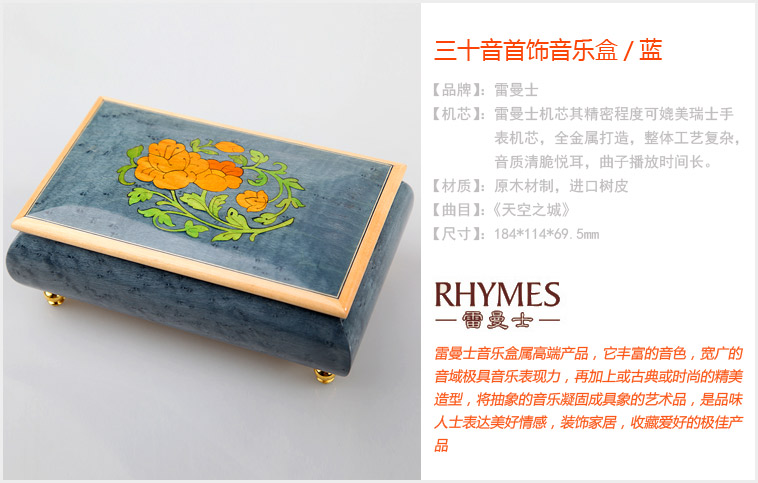 三十音首饰音乐盒 / 蓝
【品牌】：雷曼士
【机芯】：雷曼士机芯其精密程度可媲美瑞士手
表机芯，全金属打造，整体工艺复杂，
音质清脆悦耳，曲子播放时间长。
【材质】：原木材制，进口树皮
【曲目】：《天空之城》
【尺寸】：184*114*69.5mm
RHYMES
雷曼士
雷曼士音乐盒属高端产品，它丰富的音色，宽广的
音域极具音乐表现力，再加上或古典或时尚的精美
造型，将抽象的音乐凝固成具象的艺术品，是品味
人士表达美好情感，装饰家居，收藏爱好的极佳产
品